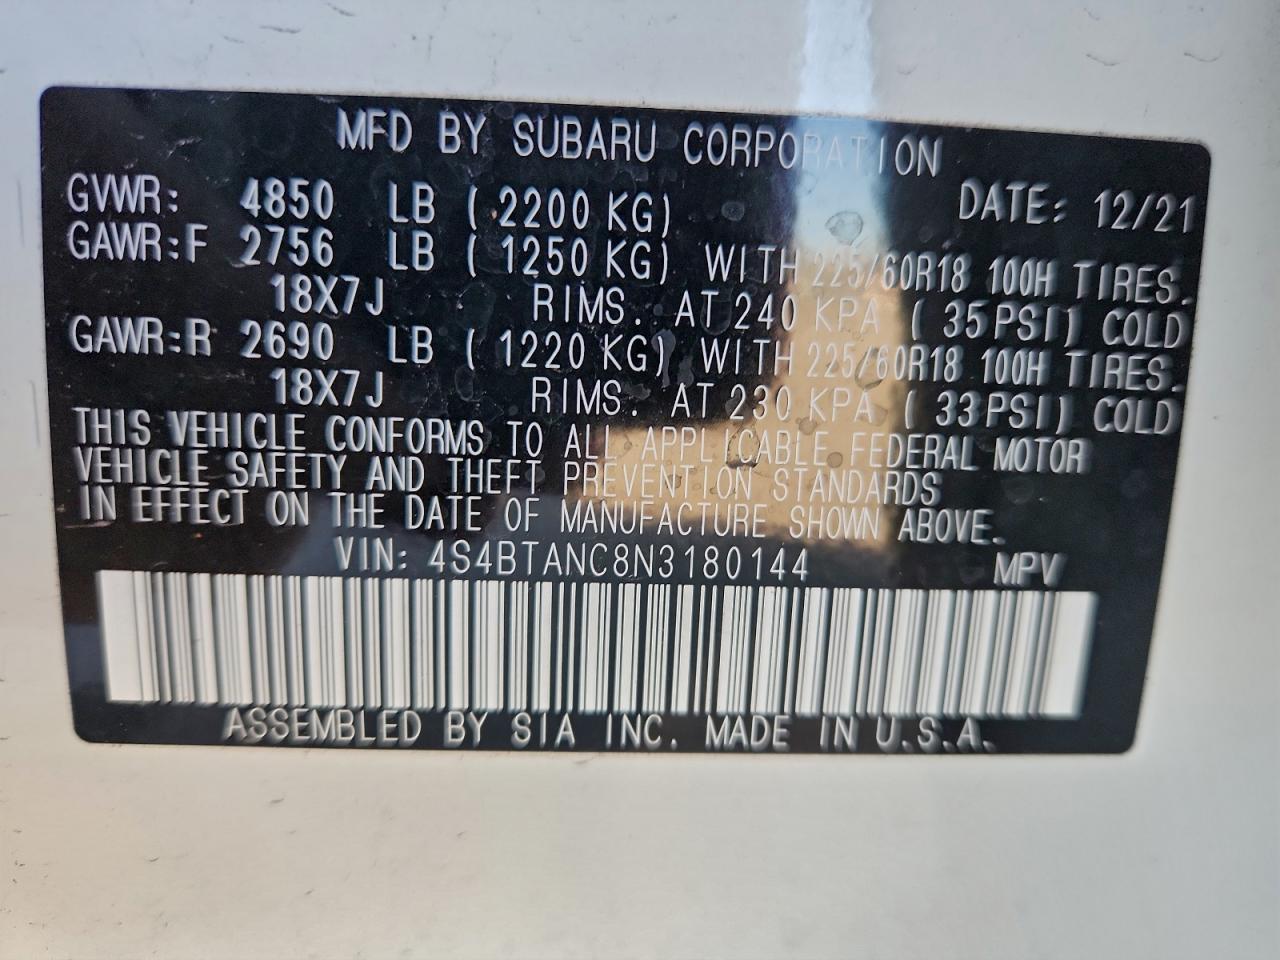 MFD BY SUBARU CORPORATION
GVWR: 4850 LB ( 2200 KG) DATE: 12/21
GAWR:F 2756 LB ( 1250 KG) WITH 225/60R18 100H TIRES.
18X7J RIMS. AT 240 KPA ( 35PSI) COLD
GAWR:R 2690 LB ( 1220 KG) WITH 225/60R18 100H TIRES.
18X7J RIMS. AT 230 KPA ( 33PSI) COLD
THIS VEHICLE CONFORMS TO ALL APPLICABLE FEDERAL MOTOR
VEHICLE SAFETY AND THEFT PREVENTION STANDARDS
IN EFFECT ON THE DATE OF MANUFACTURE SHOWN ABOVE.
VIN: 4S4BTANC8N3180144 MPV
ASSEMBLED BY SIA INC. MADE IN U.S.A.